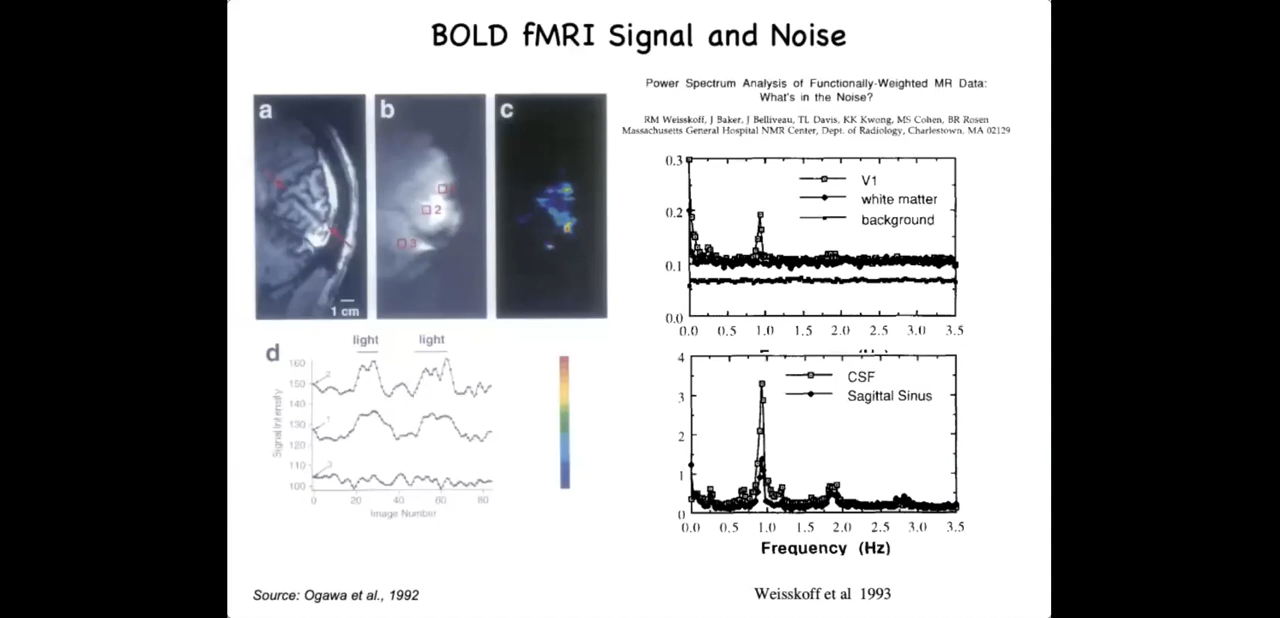 BOLD fMRI Signal and Noise
a
b
c
1
2
3
1 cm
d
light
light
160
150
140
130
120
110
100
2
1
3
0
20
40
60
80
Signal Intensity
Image Number
Source: Ogawa et al., 1992
Power Spectrum Analysis of Functionally-Weighted MR Data:
What's in the Noise?
RM Weisskoff, J Baker, J Belliveau, TL Davis, KK Kwong, MS Cohen, BR Rosen
Massachusetts General Hospital NMR Center, Dept. of Radiology, Charlestown, MA 02129
0.3
0.2
0.1
0.0
V1
white matter
background
0.0 0.5 1.0 1.5 2.0 2.5 3.0 3.5
4
3
2
1
0
CSF
Sagittal Sinus
0.0 0.5 1.0 1.5 2.0 2.5 3.0 3.5
Frequency (Hz)
Weisskoff et al 1993